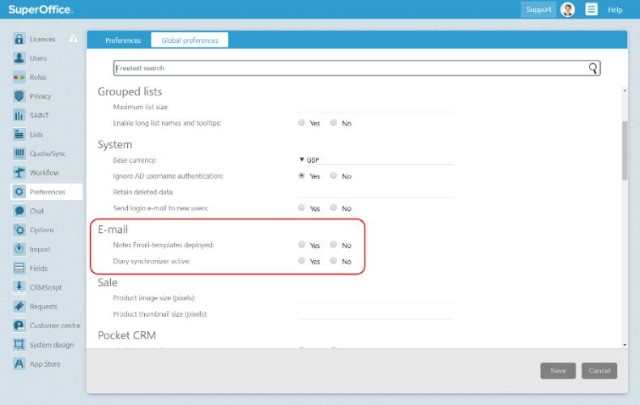 SuperOffice.
Support
Help
Licences
Users
Roles
Privacy
SAINT
Lists
Quote/Sync
Workflow
Preferences
Chat
Options
Import
Fields
CRMScript
Requests
Customer centre
System design
App Store
Preferences
Global preferences
Freetext search
Grouped lists
Maximum list size:
Enable long list names and tooltips: Yes No
System
Base currency: GBP
Ignore AD username authentication: Yes No
Retain deleted data:
Send login e-mail to new users: Yes No
E-mail
Notes Email-templates deployed: Yes No
Diary synchronizer active: Yes No
Sale
Product image size (pixels):
Product thumbnail size (pixels):
Pocket CRM
Save
Cancel